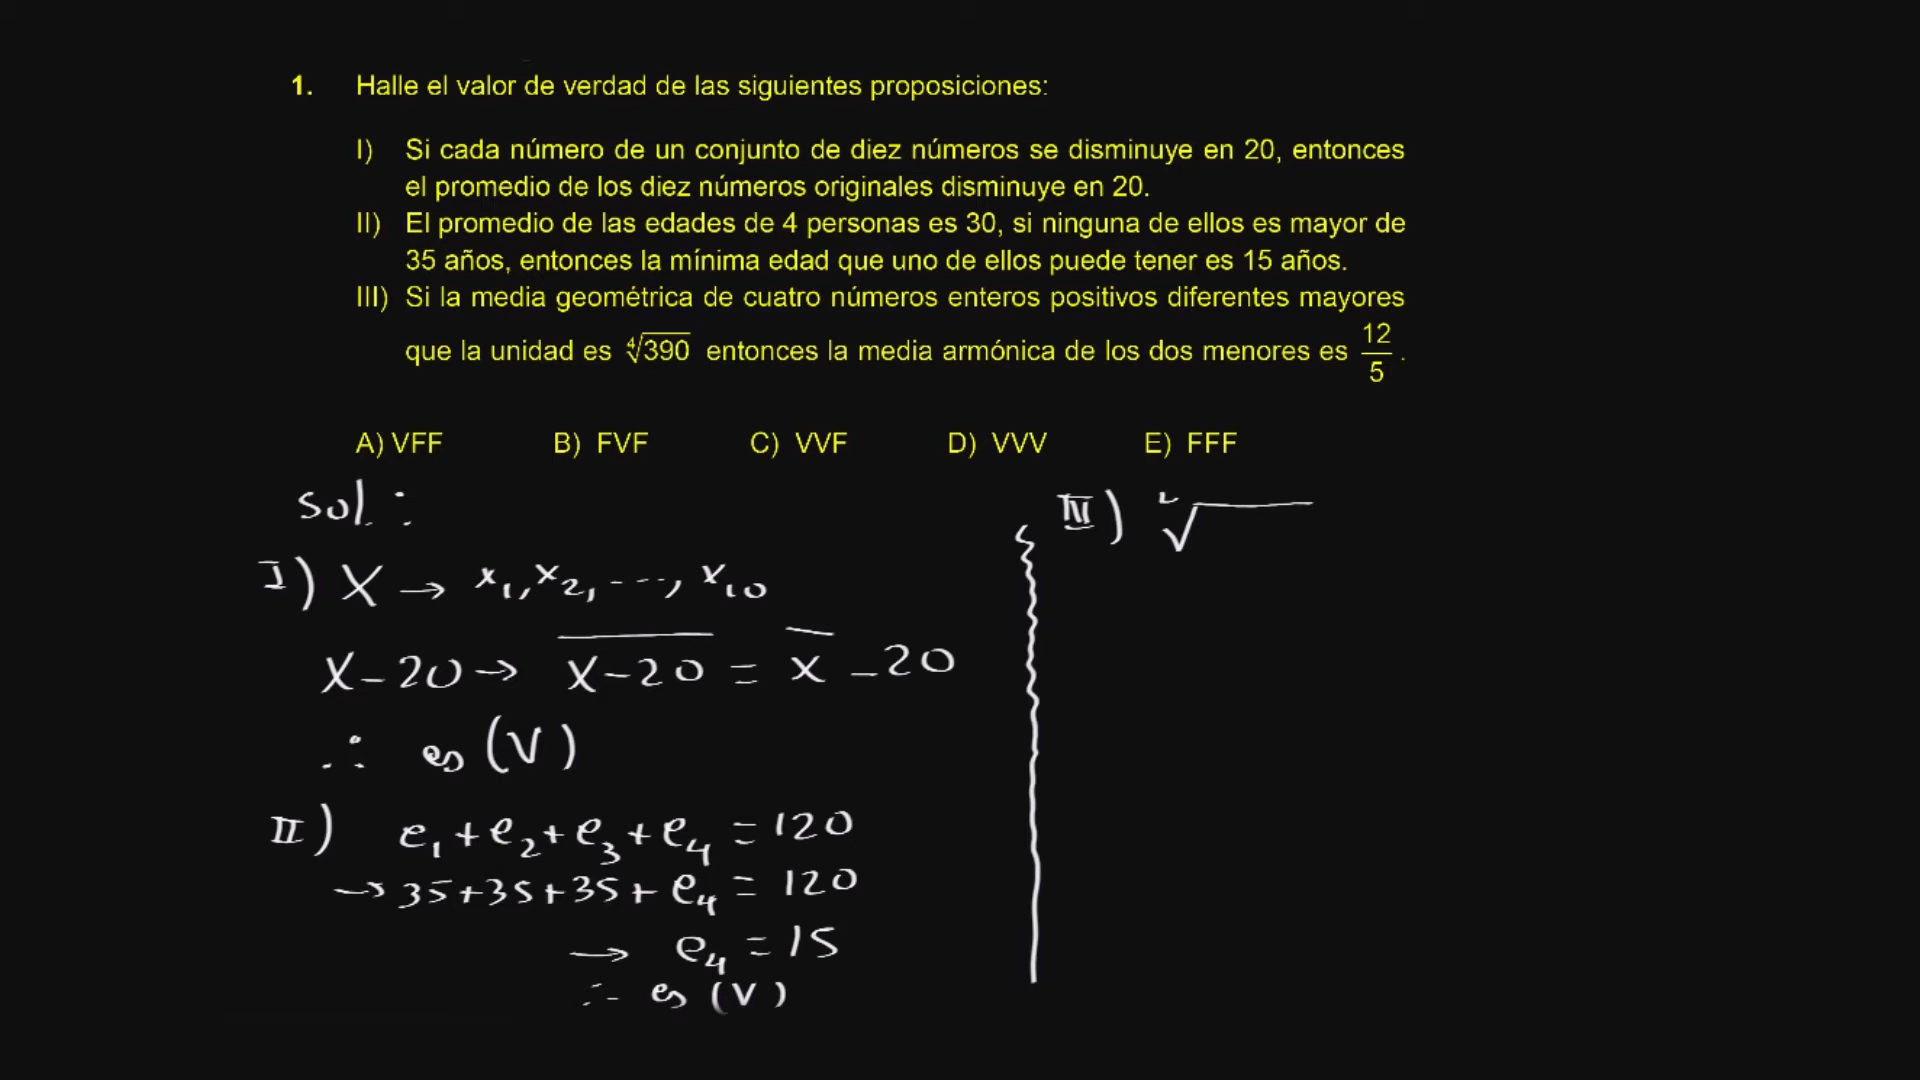 1. Halle el valor de verdad de las siguientes proposiciones:
I) Si cada número de un conjunto de diez números se disminuye en 20, entonces
el promedio de los diez números originales disminuye en 20.
II) El promedio de las edades de 4 personas es 30, si ninguna de ellos es mayor de
35 años, entonces la mínima edad que uno de ellos puede tener es 15 años.
III) Si la media geométrica de cuatro números enteros positivos diferentes mayores
que la unidad es ∜390 entonces la media armónica de los dos menores es 12/5.
A) VFF B) FVF C) VVF D) VVV E) FFF
Sol:
I) X → x₁, x₂, ---, x₁₀
X-20 → \overline{X-20} = \overline{x} - 20
∴ es (V)
II) e₁+e₂+e₃+e₄ = 120
→ 35+35+35+e₄ = 120
→ e₄ = 15
∴ es (V)
III) √